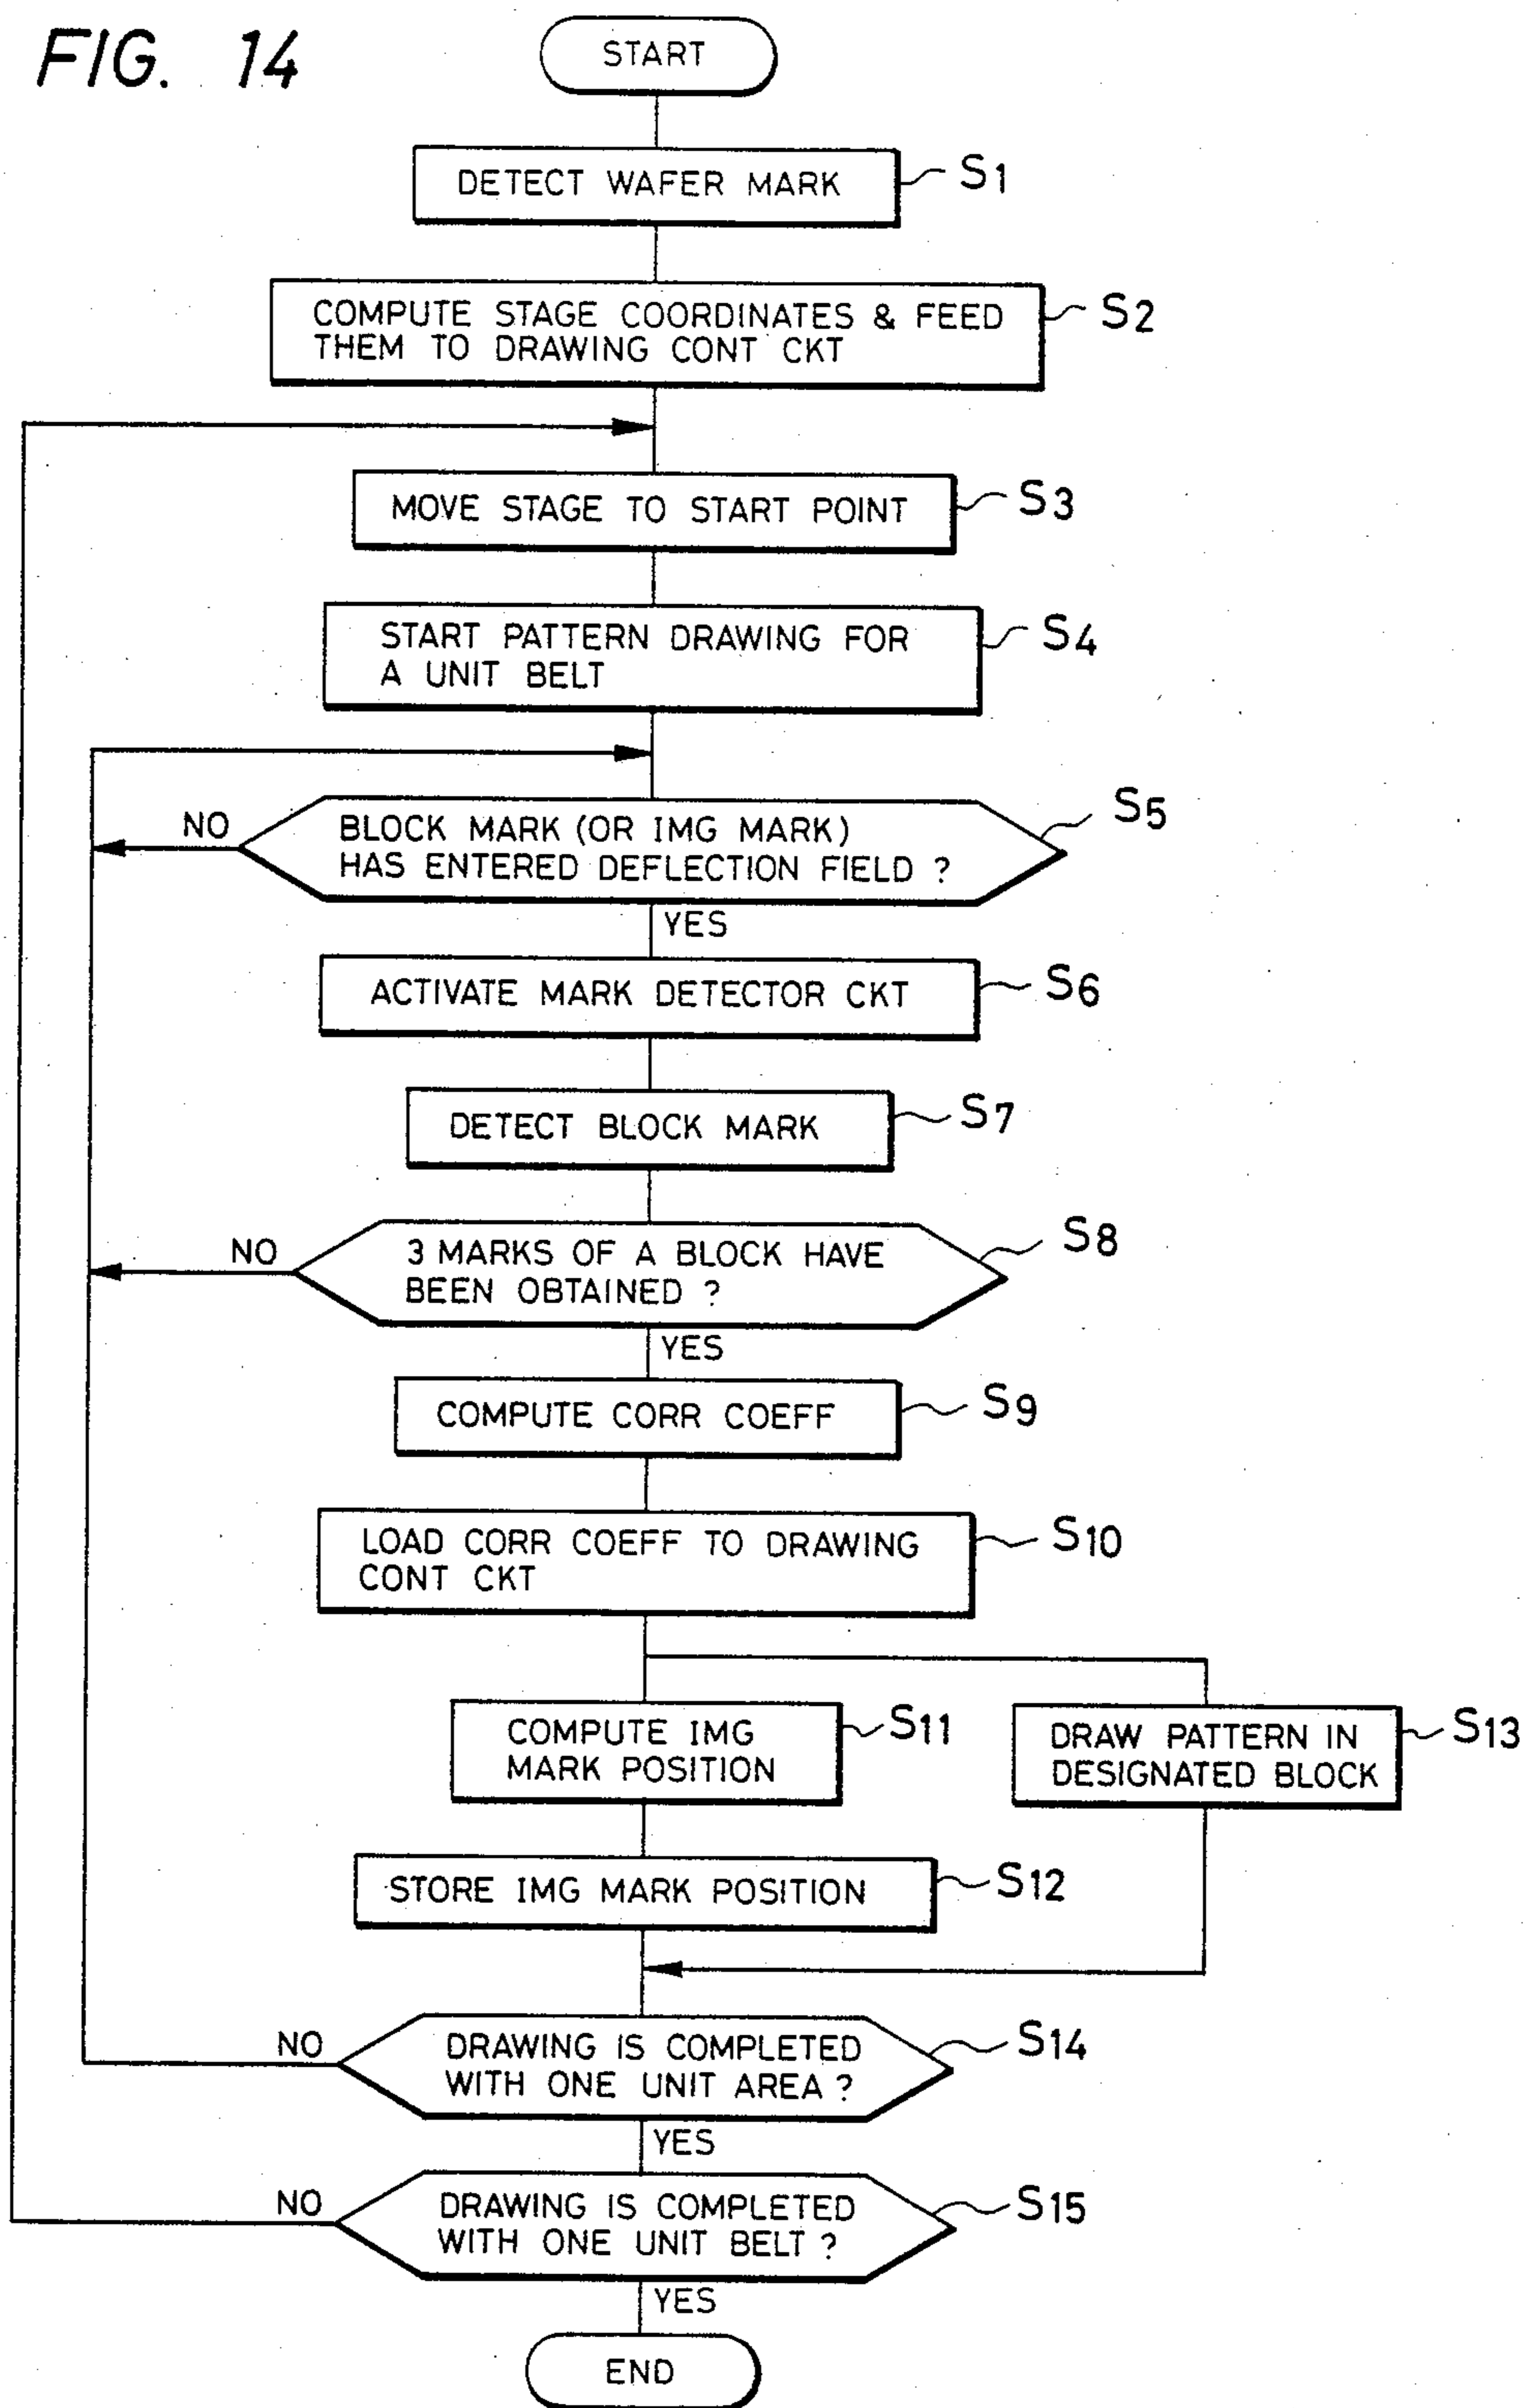 FIG. 14
START
DETECT WAFER MARK
S1
COMPUTE STAGE COORDINATES & FEED
THEM TO DRAWING CONT CKT
S2
MOVE STAGE TO START POINT
S3
START PATTERN DRAWING FOR
A UNIT BELT
S4
NO
BLOCK MARK (OR IMG MARK)
HAS ENTERED DEFLECTION FIELD ?
S5
YES
ACTIVATE MARK DETECTOR CKT
S6
DETECT BLOCK MARK
S7
NO
3 MARKS OF A BLOCK HAVE
BEEN OBTAINED ?
S8
YES
COMPUTE CORR COEFF
S9
LOAD CORR COEFF TO DRAWING
CONT CKT
S10
COMPUTE IMG
MARK POSITION
S11
DRAW PATTERN IN
DESIGNATED BLOCK
S13
STORE IMG MARK POSITION
S12
NO
DRAWING IS COMPLETED
WITH ONE UNIT AREA ?
S14
YES
NO
DRAWING IS COMPLETED
WITH ONE UNIT BELT ?
S15
YES
END